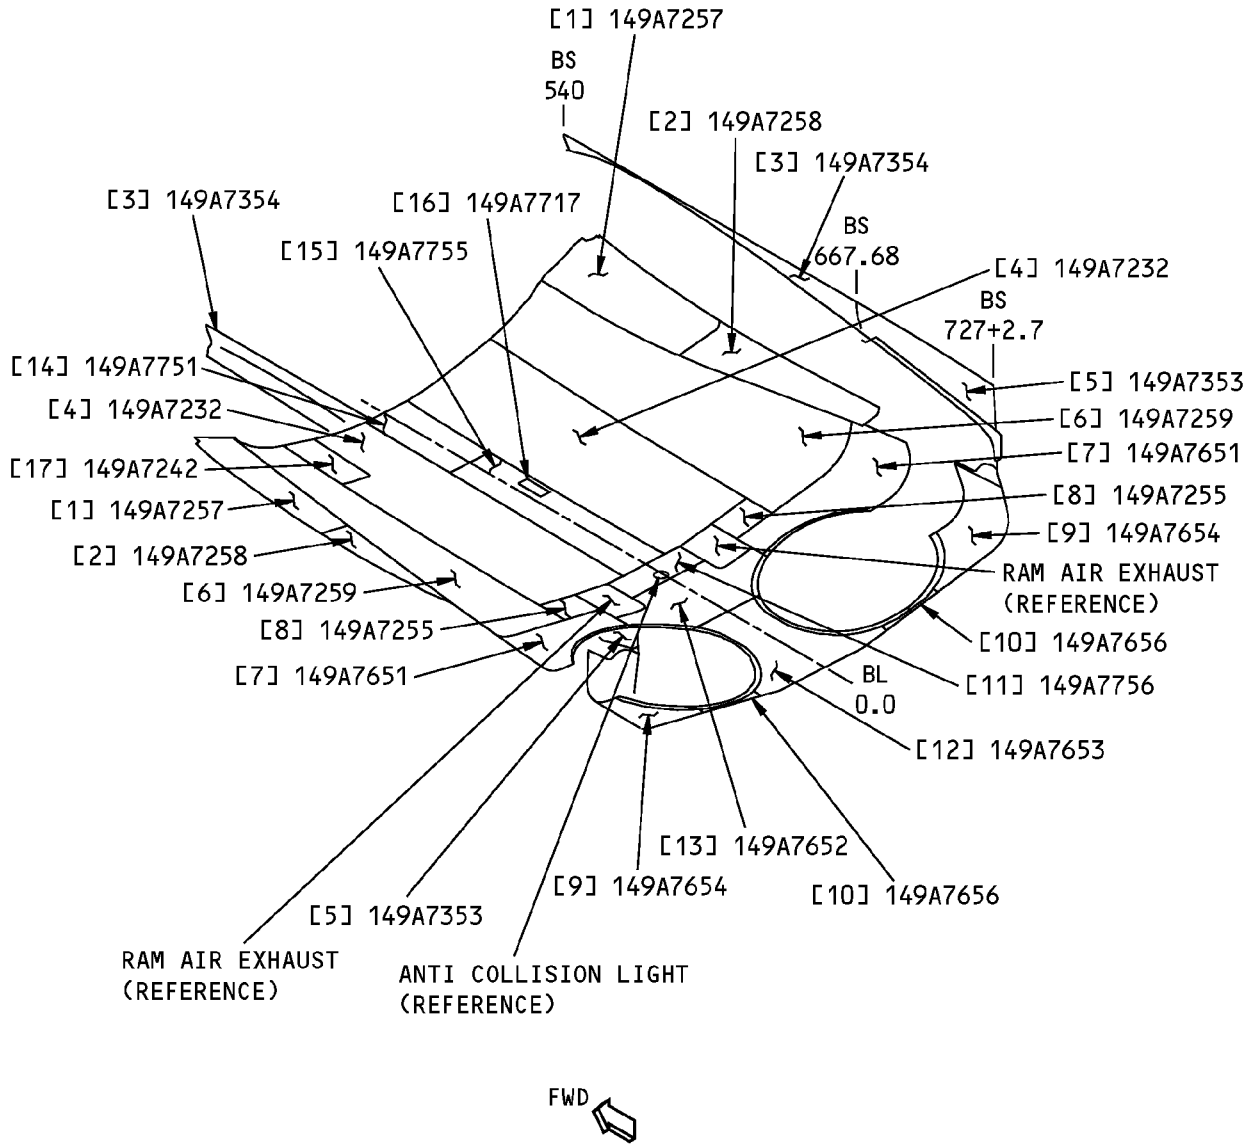 [1] 149A7257
BS
540
[2] 149A7258
[3] 149A7354
[3] 149A7354
[16] 149A7717
BS
667.68
[15] 149A7755
[4] 149A7232
BS
727+2.7
[14] 149A7751
[5] 149A7353
[4] 149A7232
[6] 149A7259
[17] 149A7242
[7] 149A7651
[1] 149A7257
[8] 149A7255
[9] 149A7654
[2] 149A7258
RAM AIR EXHAUST
(REFERENCE)
[6] 149A7259
[8] 149A7255
[10] 149A7656
[7] 149A7651
BL
0.0
[11] 149A7756
[12] 149A7653
[13] 149A7652
[9] 149A7654
[10] 149A7656
[5] 149A7353
RAM AIR EXHAUST
(REFERENCE)
ANTI COLLISION LIGHT
(REFERENCE)
FWD